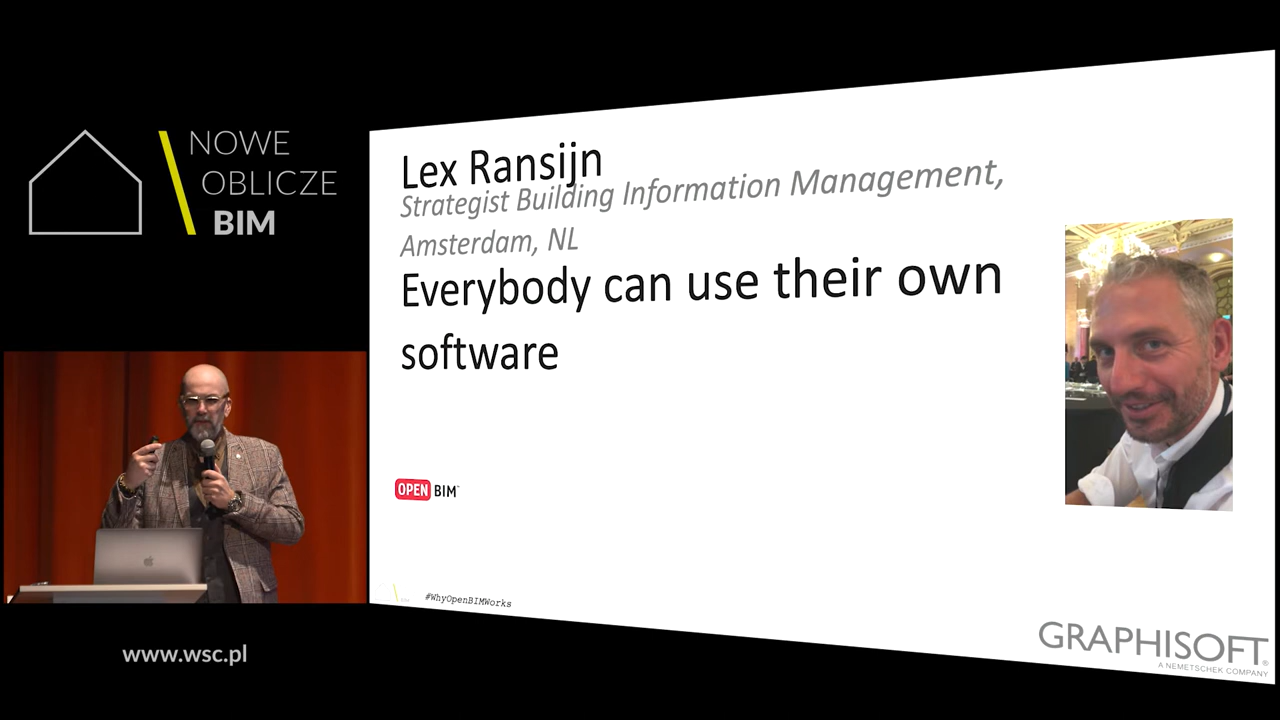 NOWE
OBLICZE
BIM
Lex Ransijn
Strategist Building Information Management,
Amsterdam, NL
Everybody can use their own
software
OPEN BIM™
#WhyOpenBIMWorks
GRAPHISOFT®
A NEMETSCHEK COMPANY
www.wsc.pl